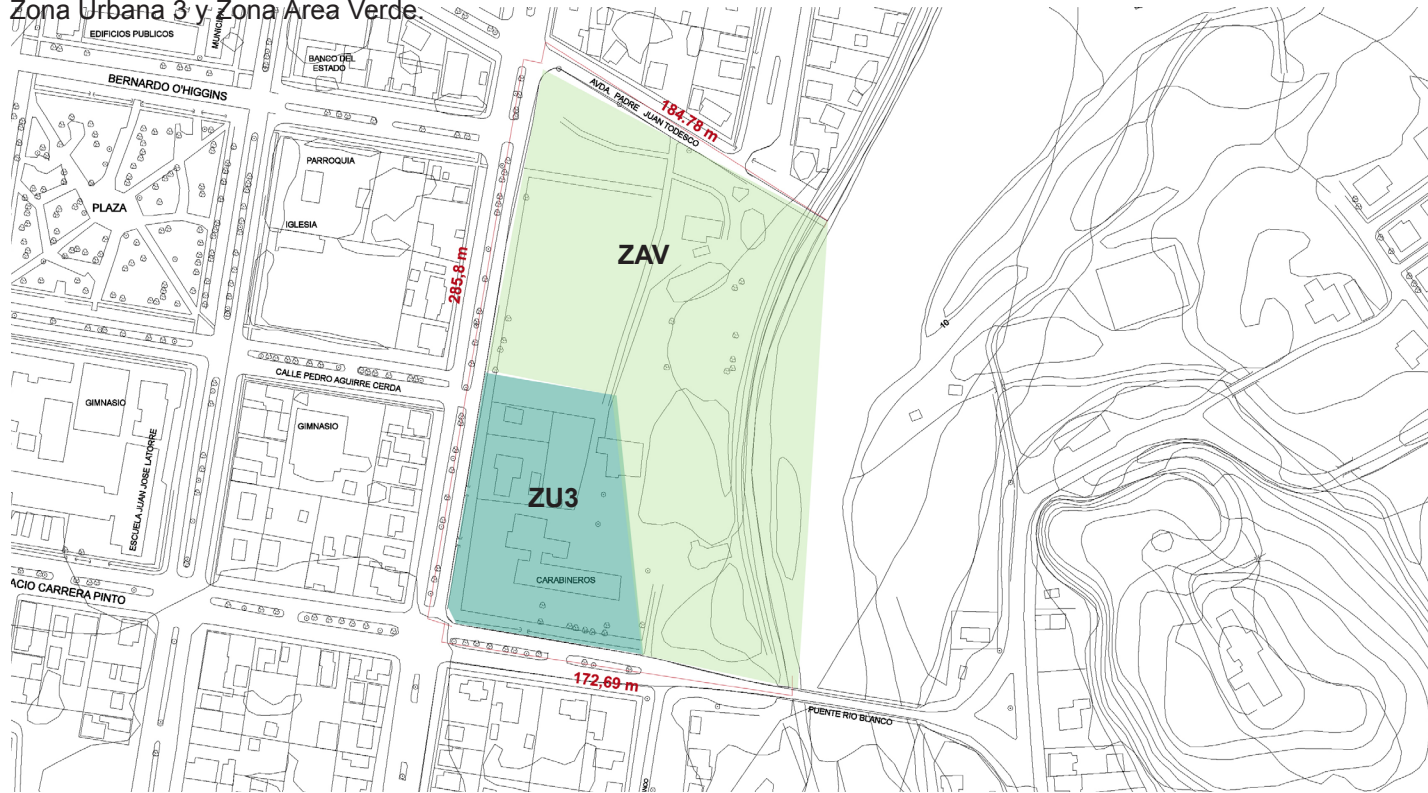 Zona Urbana 3 y Zona Area Verde.
EDIFICIOS PUBLICOS
BANCO DEL
ESTADO
BERNARDO O'HIGGINS
AVDA. PADRE JUAN TODESCO
184.78 m
PARROQUIA
PLAZA
IGLESIA
ZAV
285,8 m
10
CALLE PEDRO AGUIRRE CERDA
GIMNASIO
GIMNASIO
ESCUELA JUAN JOSE LATORRE
ZU3
CARABINEROS
ACIO CARRERA PINTO
172,69 m
PUENTE RIO BLANCO